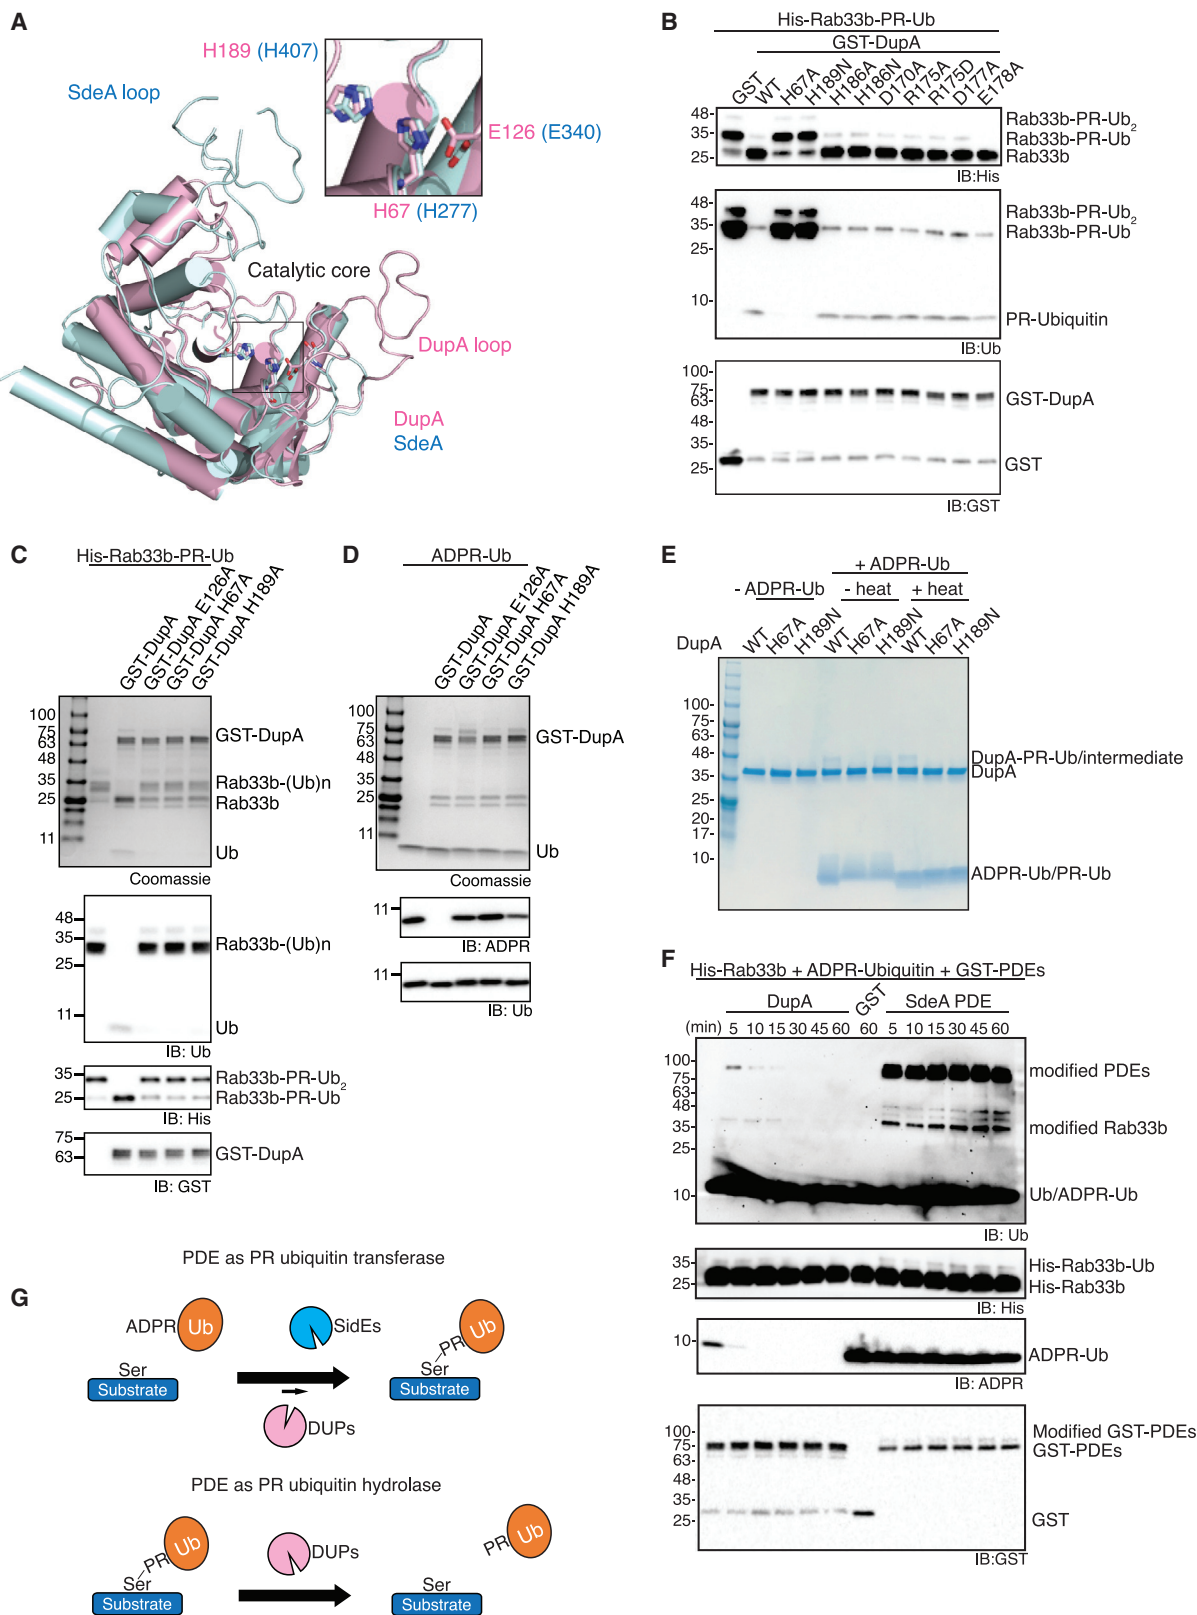 A
H189 (H407)
SdeA loop
E126 (E340)
H67 (H277)
Catalytic core
DupA loop
DupA
SdeA
B
His-Rab33b-PR-Ub
GST-DupA
GST
WT
H67A
H189N
H186A
H186N
D170A
R175A
R175D
D177A
E178A
48-
35-
25-
Rab33b-PR-Ub2
Rab33b-PR-Ub
Rab33b
IB:His
48-
35-
25-
10-
Rab33b-PR-Ub2
Rab33b-PR-Ub
PR-Ubiquitin
IB:Ub
100-
75-
63-
48-
35-
25-
GST-DupA
GST
IB:GST
C
His-Rab33b-PR-Ub
GST-DupA
GST-DupA E126A
GST-DupA H67A
GST-DupA H189A
100
75
63
48
35
25
11
GST-DupA
Rab33b-(Ub)n
Rab33b
Ub
Coomassie
48
35
25
11
Rab33b-(Ub)n
Ub
IB: Ub
35
25
Rab33b-PR-Ub2
Rab33b-PR-Ub
IB: His
75
63
GST-DupA
IB: GST
D
ADPR-Ub
GST-DupA
GST-DupA E126A
GST-DupA H67A
GST-DupA H189A
100
75
63
48
35
25
11
GST-DupA
Ub
Coomassie
11
IB: ADPR
11
IB: Ub
E
+ ADPR-Ub
- ADPR-Ub
- heat
+ heat
DupA
WT
H67A
H189N
WT
H67A
H189N
WT
H67A
H189N
100-
75-
63-
48-
35-
25-
20-
17-
10-
DupA-PR-Ub/intermediate
DupA
ADPR-Ub/PR-Ub
F
His-Rab33b + ADPR-Ubiquitin + GST-PDEs
DupA
GST
SdeA PDE
(min) 5 10 15 30 45 60 60 5 10 15 30 45 60
100-
75-
63-
48-
35-
25-
10-
modified PDEs
modified Rab33b
Ub/ADPR-Ub
IB: Ub
35-
25-
His-Rab33b-Ub
His-Rab33b
IB: His
10-
ADPR-Ub
IB: ADPR
100-
75-
63-
48-
35-
25-
Modified GST-PDEs
GST-PDEs
GST
IB:GST
PDE as PR ubiquitin transferase
G
ADPR
Ub
SidEs
Ser
Substrate
DUPs
Ub
PR
Ser
Substrate
PDE as PR ubiquitin hydrolase
Ub
PR
Ser
Substrate
DUPs
Ub
PR
Ser
Substrate